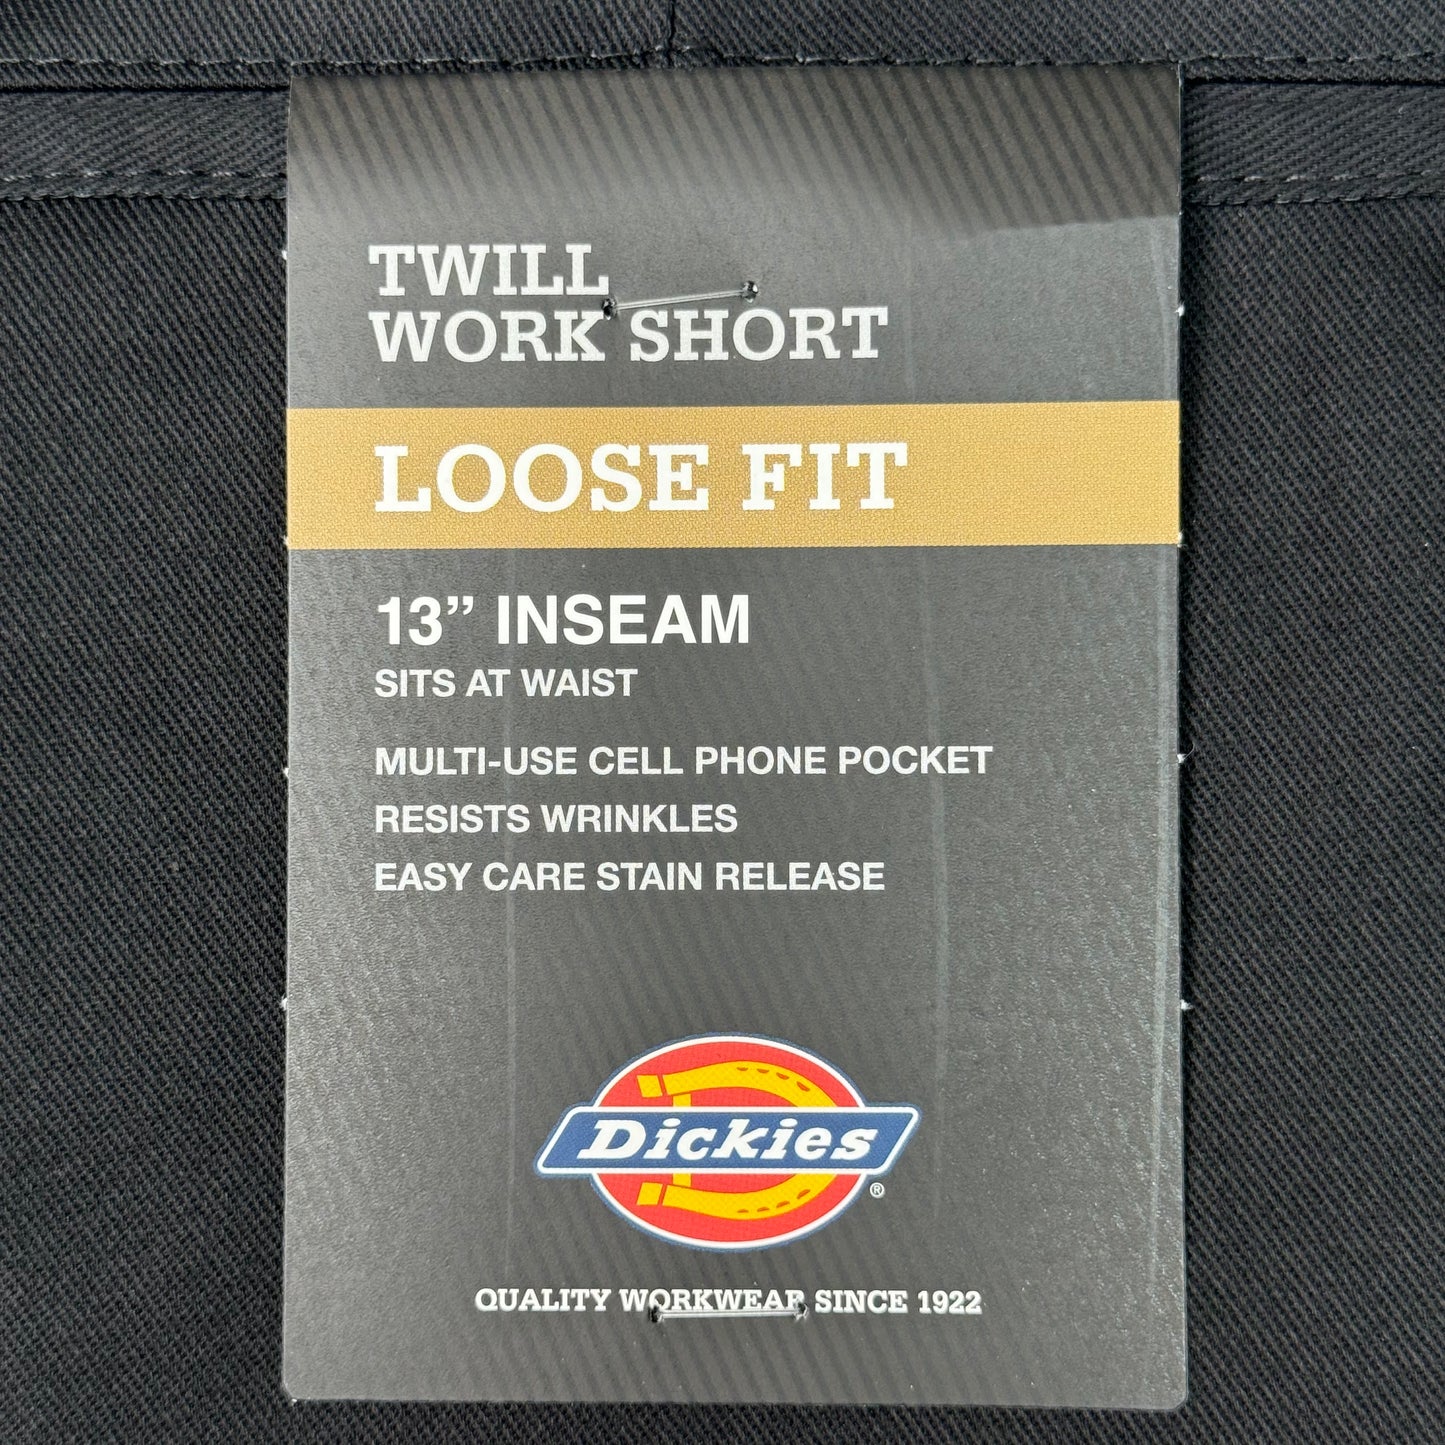 TWILL
WORK SHORT
LOOSE FIT
13” INSEAM
SITS AT WAIST
MULTI-USE CELL PHONE POCKET
RESISTS WRINKLES
EASY CARE STAIN RELEASE
Dickies
®
QUALITY WORKWEAR SINCE 1922